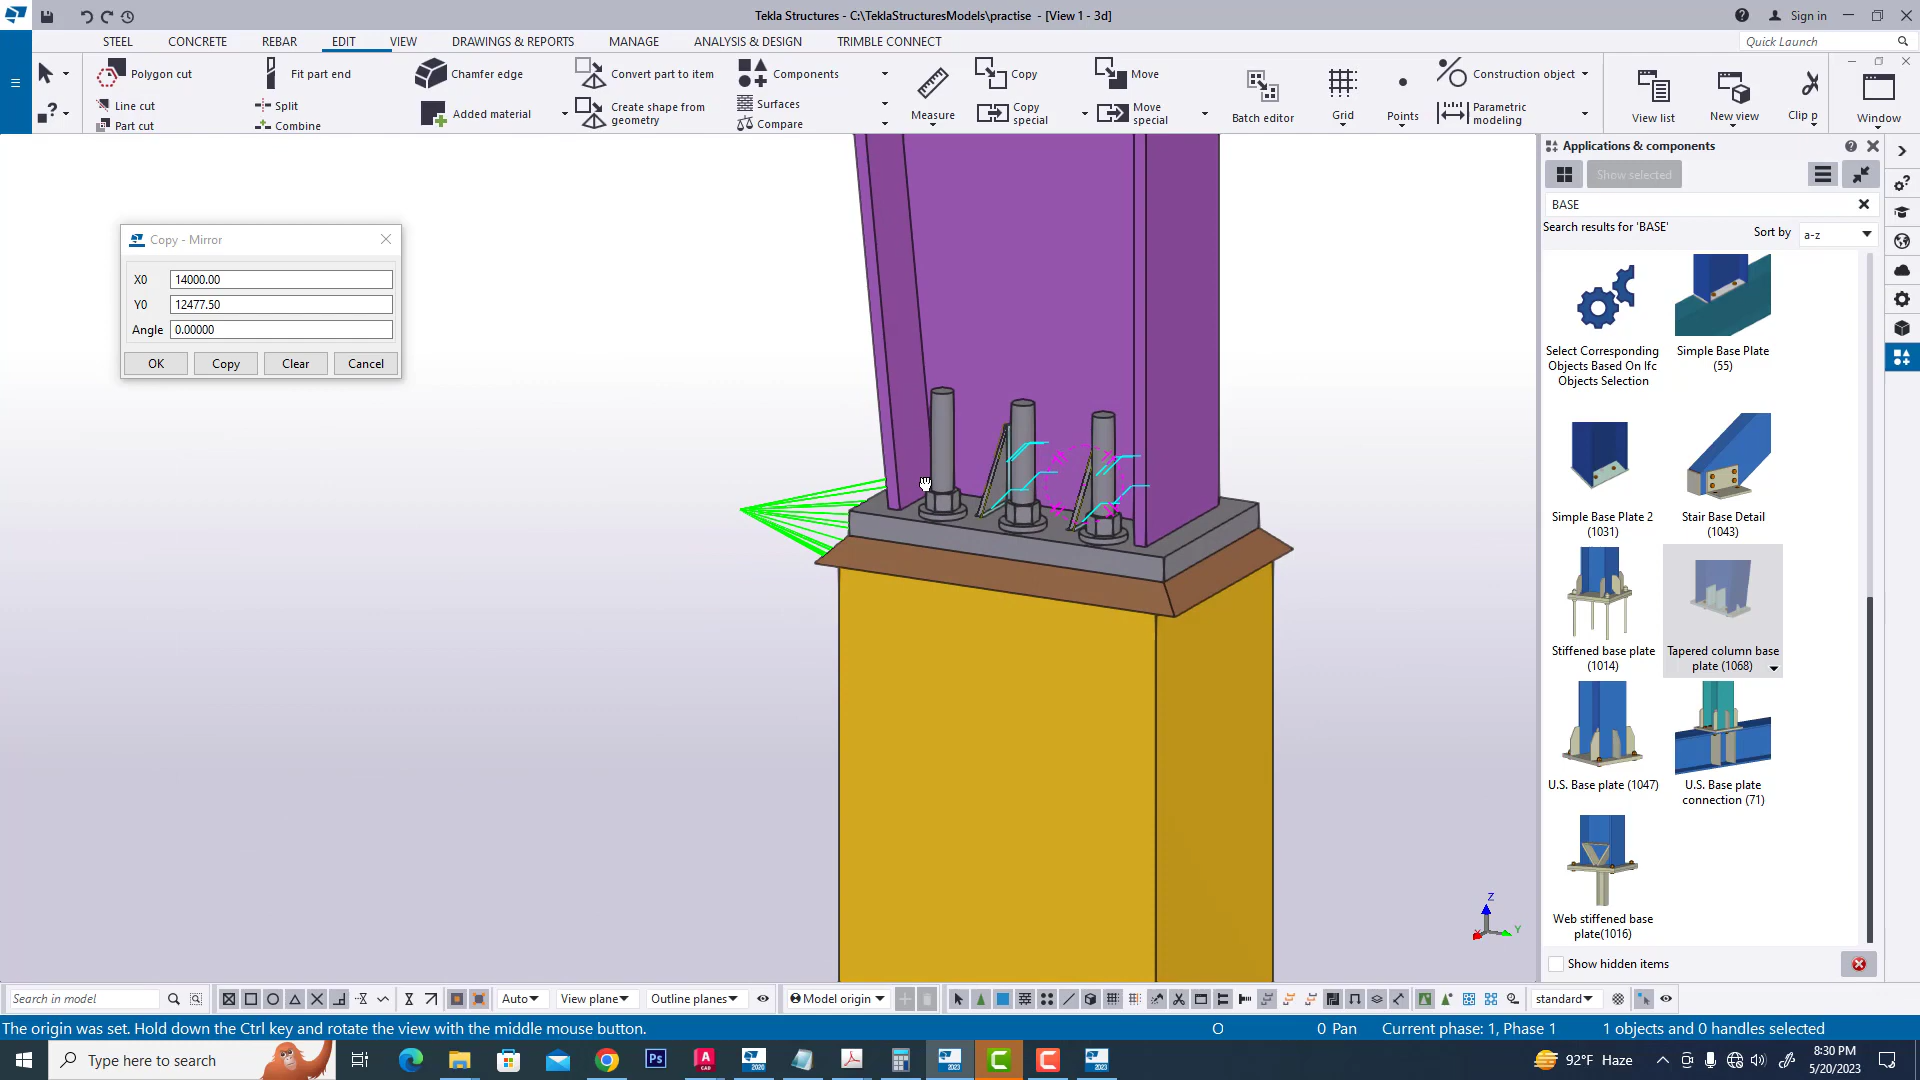 Tekla Structures - C:\TeklaStructuresModels\practise - [View 1 - 3d]
Sign in
STEEL CONCRETE REBAR EDIT VIEW DRAWINGS & REPORTS MANAGE ANALYSIS & DESIGN TRIMBLE CONNECT
Quick Launch
Polygon cut
Line cut
Part cut
Fit part end
Split
Combine
Chamfer edge
Added material
Convert part to item
Create shape from
geometry
Components
Surfaces
Compare
Measure
Copy
Copy
special
Move
Move
special
Batch editor
Grid
Points
Construction object
Parametric
modeling
View list
New view
Clip p
Window
Copy - Mirror
X0 14000.00
Y0 12477.50
Angle 0.00000
OK Copy Clear Cancel
Applications & components
Show selected
BASE
Search results for 'BASE'
Sort by a-z
Select Corresponding
Objects Based On Ifc
Objects Selection
Simple Base Plate
(55)
Simple Base Plate 2
(1031)
Stair Base Detail
(1043)
Stiffened base plate
(1014)
Tapered column base
plate (1068)
U.S. Base plate (1047)
U.S. Base plate
connection (71)
Web stiffened base
plate(1016)
Show hidden items
Z
Y
X
Search in model
Auto
View plane
Outline planes
Model origin
standard
The origin was set. Hold down the Ctrl key and rotate the view with the middle mouse button.
O
0 Pan
Current phase: 1, Phase 1
1 objects and 0 handles selected
Type here to search
Ps
A
CAD
2020
2023
C
C
2023
92°F Haze
8:30 PM
5/20/2023